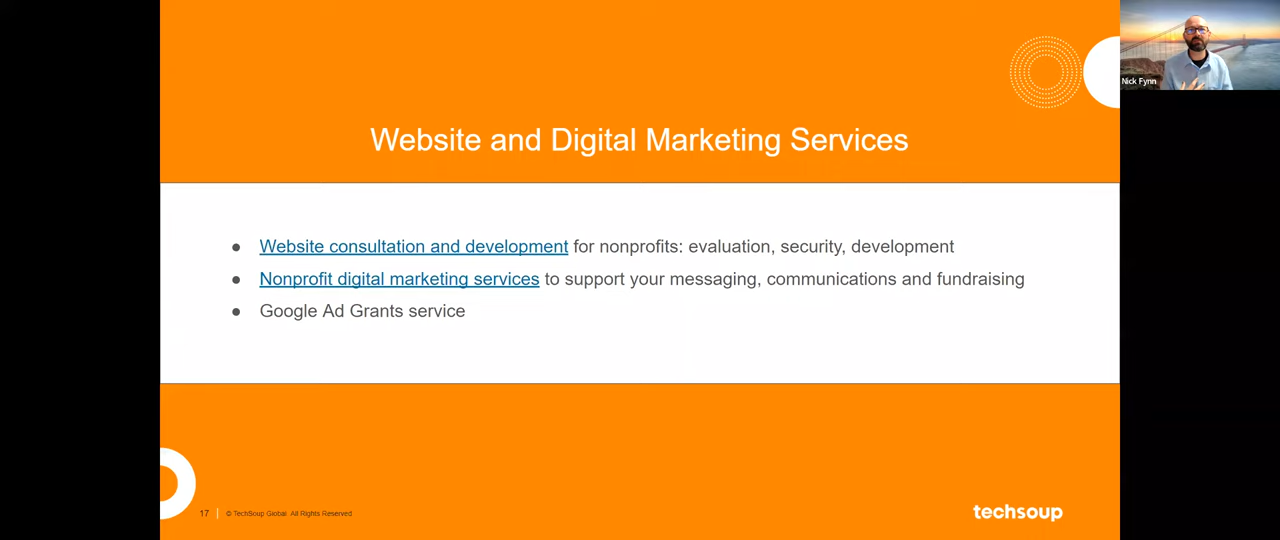 Website and Digital Marketing Services
● Website consultation and development for nonprofits: evaluation, security, development
● Nonprofit digital marketing services to support your messaging, communications and fundraising
● Google Ad Grants service
17 | © TechSoup Global. All Rights Reserved
techsoup
Nick Fynn